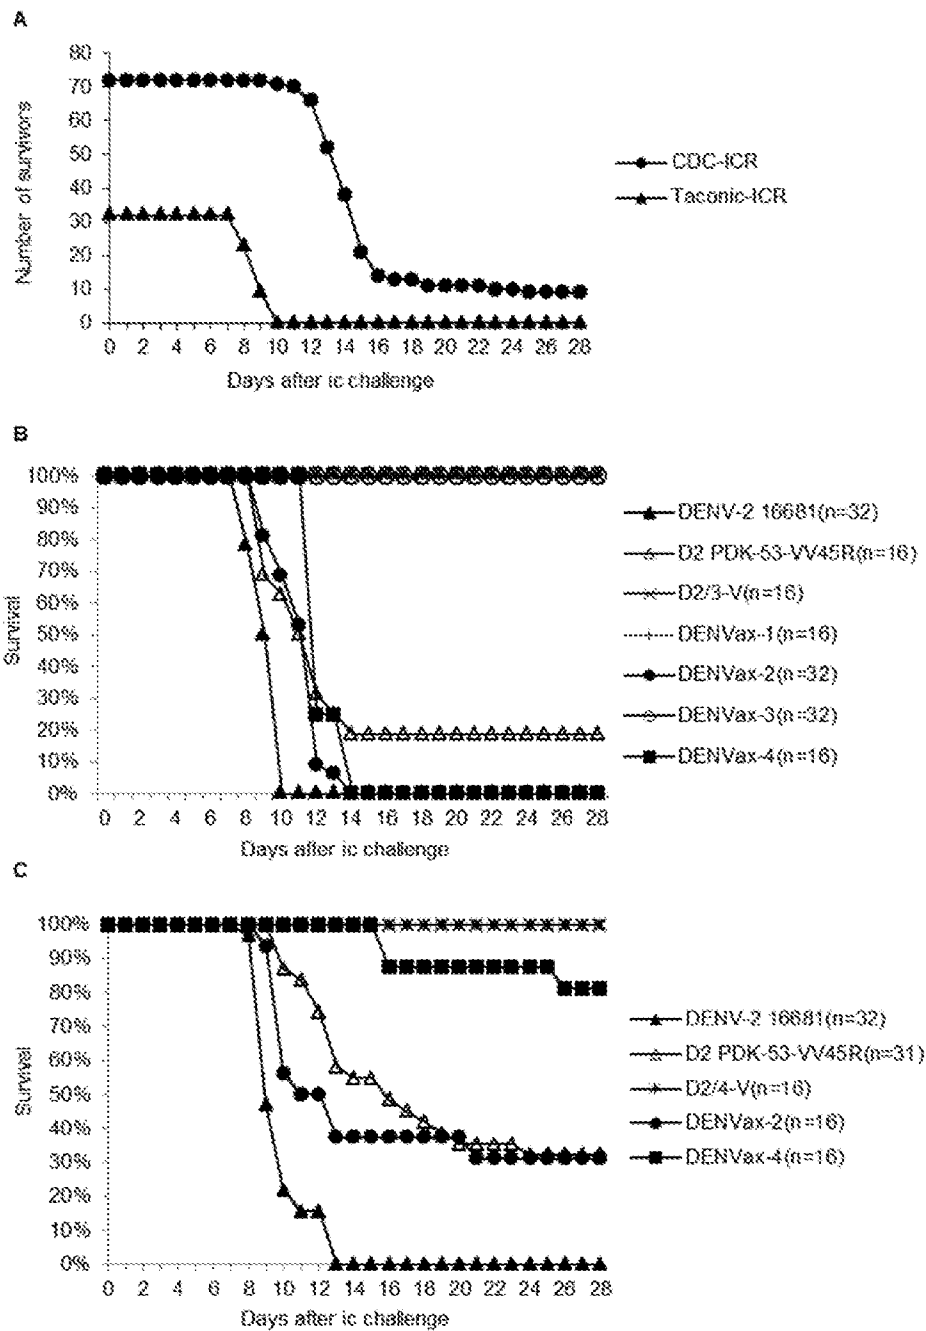 A
80
70
60
50
40
30
20
10
0
Number of survivors
0 2 4 6 8 10 12 14 16 18 20 22 24 26 28
Days after ic challenge
CDC-ICR
Taconic-ICR
B
100%
90%
80%
70%
60%
50%
40%
30%
20%
10%
0%
Survival
0 2 4 6 8 10 12 14 16 18 20 22 24 26 28
Days after ic challenge
DENV-2 16681(n=32)
D2 PDK-53-VV45R(n=16)
D2/3-V(n=16)
DENVax-1(n=16)
DENVax-2(n=32)
DENVax-3(n=32)
DENVax-4(n=16)
C
100%
90%
80%
70%
60%
50%
40%
30%
20%
10%
0%
Survival
0 2 4 6 8 10 12 14 16 18 20 22 24 26 28
Days after ic challenge
DENV-2 16681(n=32)
D2 PDK-53-VV45R(n=31)
D2/4-V(n=16)
DENVax-2(n=16)
DENVax-4(n=16)